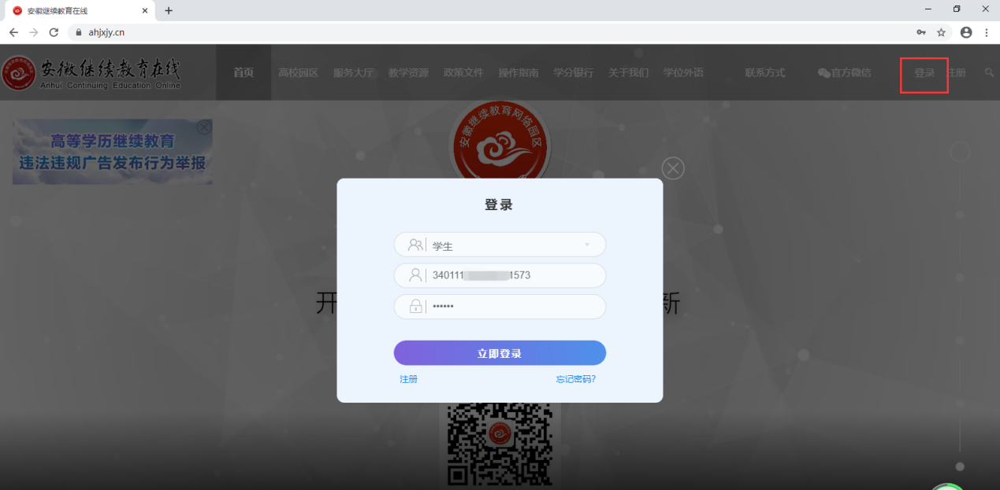 安徽继续教育在线
ahjxjy.cn
安徽继续教育在线
Anhui Continuing Education Online
首页 高校园区 服务大厅 教学资源 政策文件 操作指南 学分银行 关于我们 学位外语 联系方式 官方微信 登录 注册
高等学历继续教育
违法违规广告发布行为举报
安徽继续教育网络园区
登录
学生
340111 1573
••••••
开 新
立即登录
注册 忘记密码?